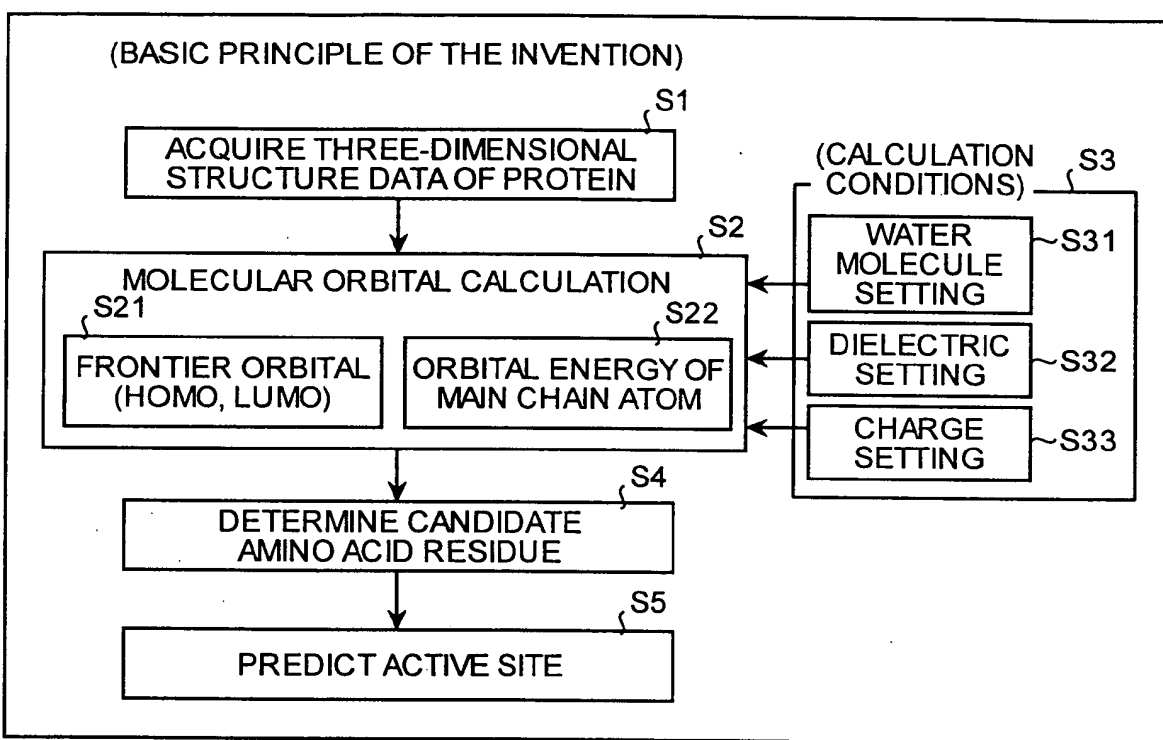 (BASIC PRINCIPLE OF THE INVENTION)
S1
ACQUIRE THREE-DIMENSIONAL
STRUCTURE DATA OF PROTEIN
S2
MOLECULAR ORBITAL CALCULATION
S21
FRONTIER ORBITAL
(HOMO, LUMO)
S22
ORBITAL ENERGY OF
MAIN CHAIN ATOM
(CALCULATION
CONDITIONS)
S3
WATER
MOLECULE
SETTING
S31
DIELECTRIC
SETTING
S32
CHARGE
SETTING
S33
S4
DETERMINE CANDIDATE
AMINO ACID RESIDUE
S5
PREDICT ACTIVE SITE